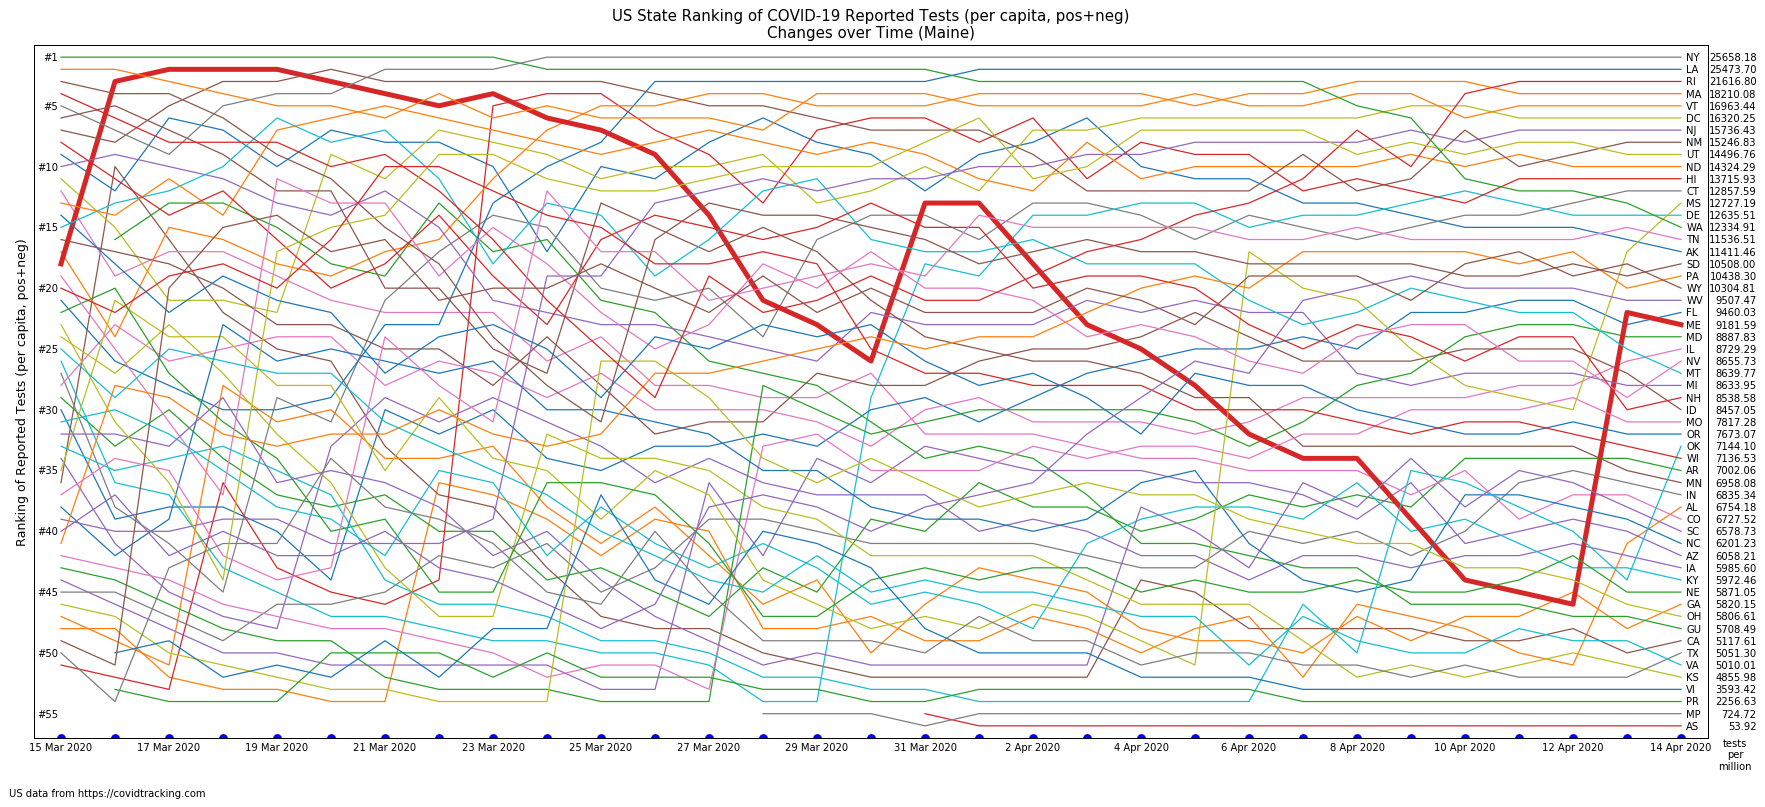 US State Ranking of COVID-19 Reported Tests (per capita, pos+neg)
Changes over Time (Maine)
Ranking of Reported Tests (per capita, pos+neg)
#1
#5
#10
#15
#20
#25
#30
#35
#40
#45
#50
#55
NY 25658.18
LA 25473.70
RI 21616.80
MA 18210.08
VT 16963.44
DC 16320.25
NJ 15736.43
NM 15246.83
UT 14496.76
ND 14324.29
HI 13715.93
CT 12857.59
MS 12727.19
DE 12635.51
WA 12334.91
TN 11536.51
AK 11411.46
SD 10508.00
PA 10438.30
WY 10304.81
WV 9507.47
FL 9460.03
ME 9181.59
MD 8887.83
IL 8729.29
NV 8655.73
MT 8639.77
MI 8633.95
NH 8538.58
ID 8457.05
MO 7817.28
OR 7673.07
OK 7144.10
WI 7136.53
AR 7002.06
MN 6958.08
IN 6835.34
AL 6754.18
CO 6727.52
SC 6578.73
NC 6201.23
AZ 6058.21
IA 5985.60
KY 5972.46
NE 5871.05
GA 5820.15
OH 5806.61
GU 5708.49
CA 5117.61
TX 5051.30
VA 5010.01
KS 4855.98
VI 3593.42
PR 2256.63
MP 724.72
AS 53.92
15 Mar 2020 17 Mar 2020 19 Mar 2020 21 Mar 2020 23 Mar 2020 25 Mar 2020 27 Mar 2020 29 Mar 2020 31 Mar 2020 2 Apr 2020 4 Apr 2020 6 Apr 2020 8 Apr 2020 10 Apr 2020 12 Apr 2020 14 Apr 2020
tests
per
million
US data from https://covidtracking.com